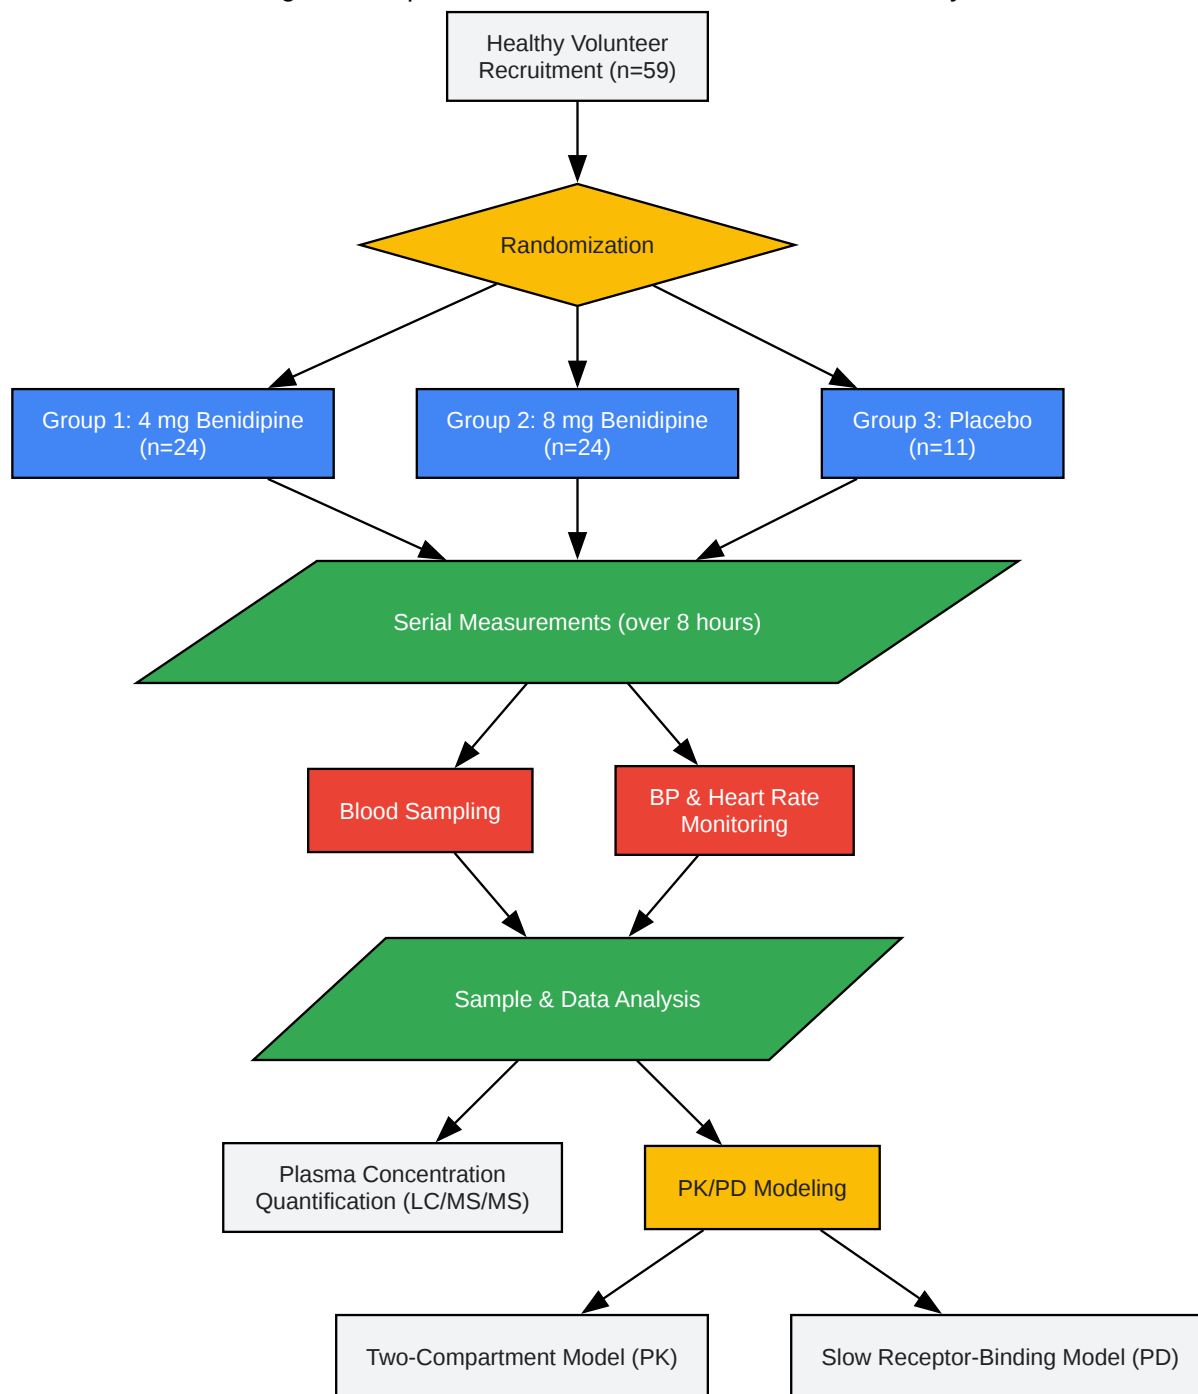 Healthy Volunteer
Recruitment (n=59)
Randomization
Group 1: 4 mg Benidipine
(n=24)
Group 2: 8 mg Benidipine
(n=24)
Group 3: Placebo
(n=11)
Serial Measurements (over 8 hours)
Blood Sampling
BP & Heart Rate
Monitoring
Sample & Data Analysis
Plasma Concentration
Quantification (LC/MS/MS)
PK/PD Modeling
Two-Compartment Model (PK)
Slow Receptor-Binding Model (PD)